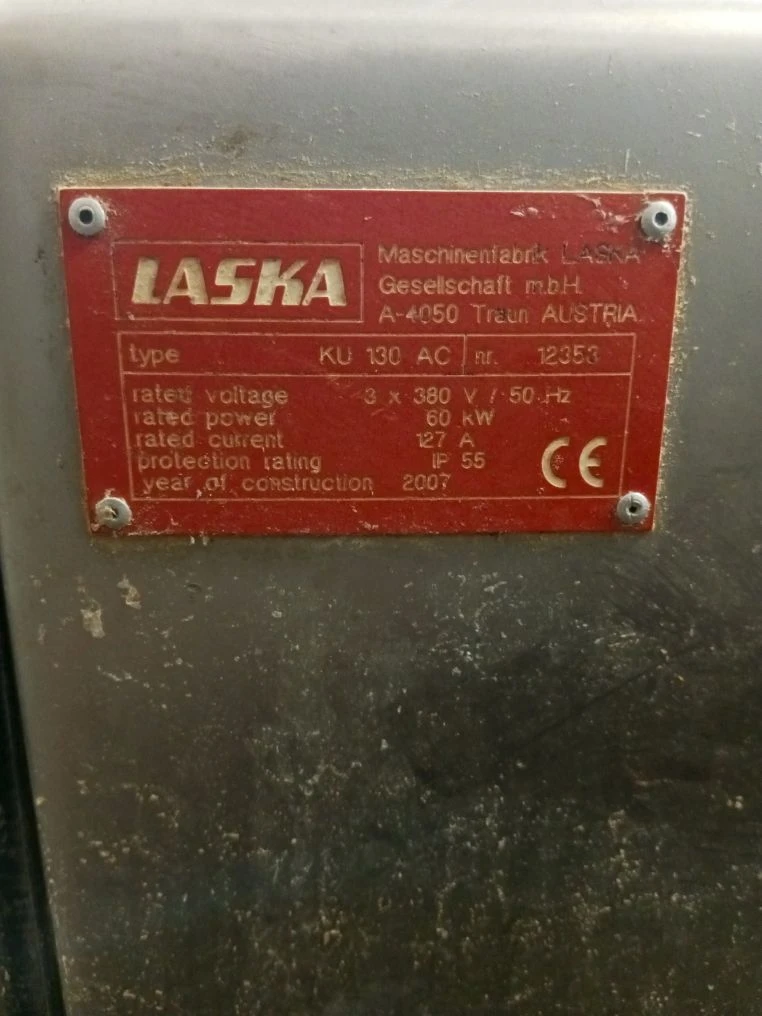 LASKA
Maschinenfabrik LASKA
Gesellschaft m.b.H.
A-4050 Traun AUSTRIA
type KU 130 AC nr. 12353
rated voltage 3 x 380 V / 50 Hz
rated power 60 kW
rated current 127 A
protection rating IP 55
year of construction 2007
CE